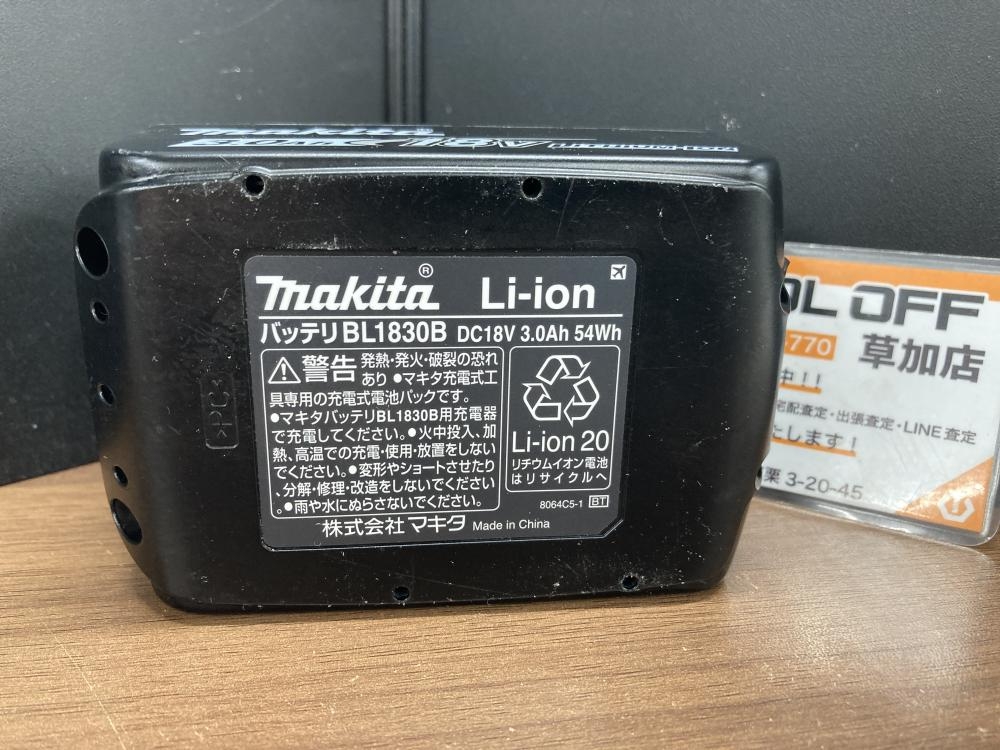 makita® Li-ion
バッテリ BL1830B DC18V 3.0Ah 54Wh
警告 発熱・発火・破裂の恐れ
あり ●マキタ充電式工
具専用の充電式電池パックです。
●マキタバッテリBL1830B用充電器
で充電してください。●火中投入、加
熱、高温での充電・使用・放置をしない
でください。●変形やショートさせたり
、分解・修理・改造をしないでください
●雨や水にぬらさないでください。
Li-ion 20
リチウムイオン電池
はリサイクルへ
8064C5-1 BT
株式会社 マキタ Made in China
OL OFF
-770 草加店
中!!
宅配査定・出張査定・LINE査定
たします!
栗 3-20-45